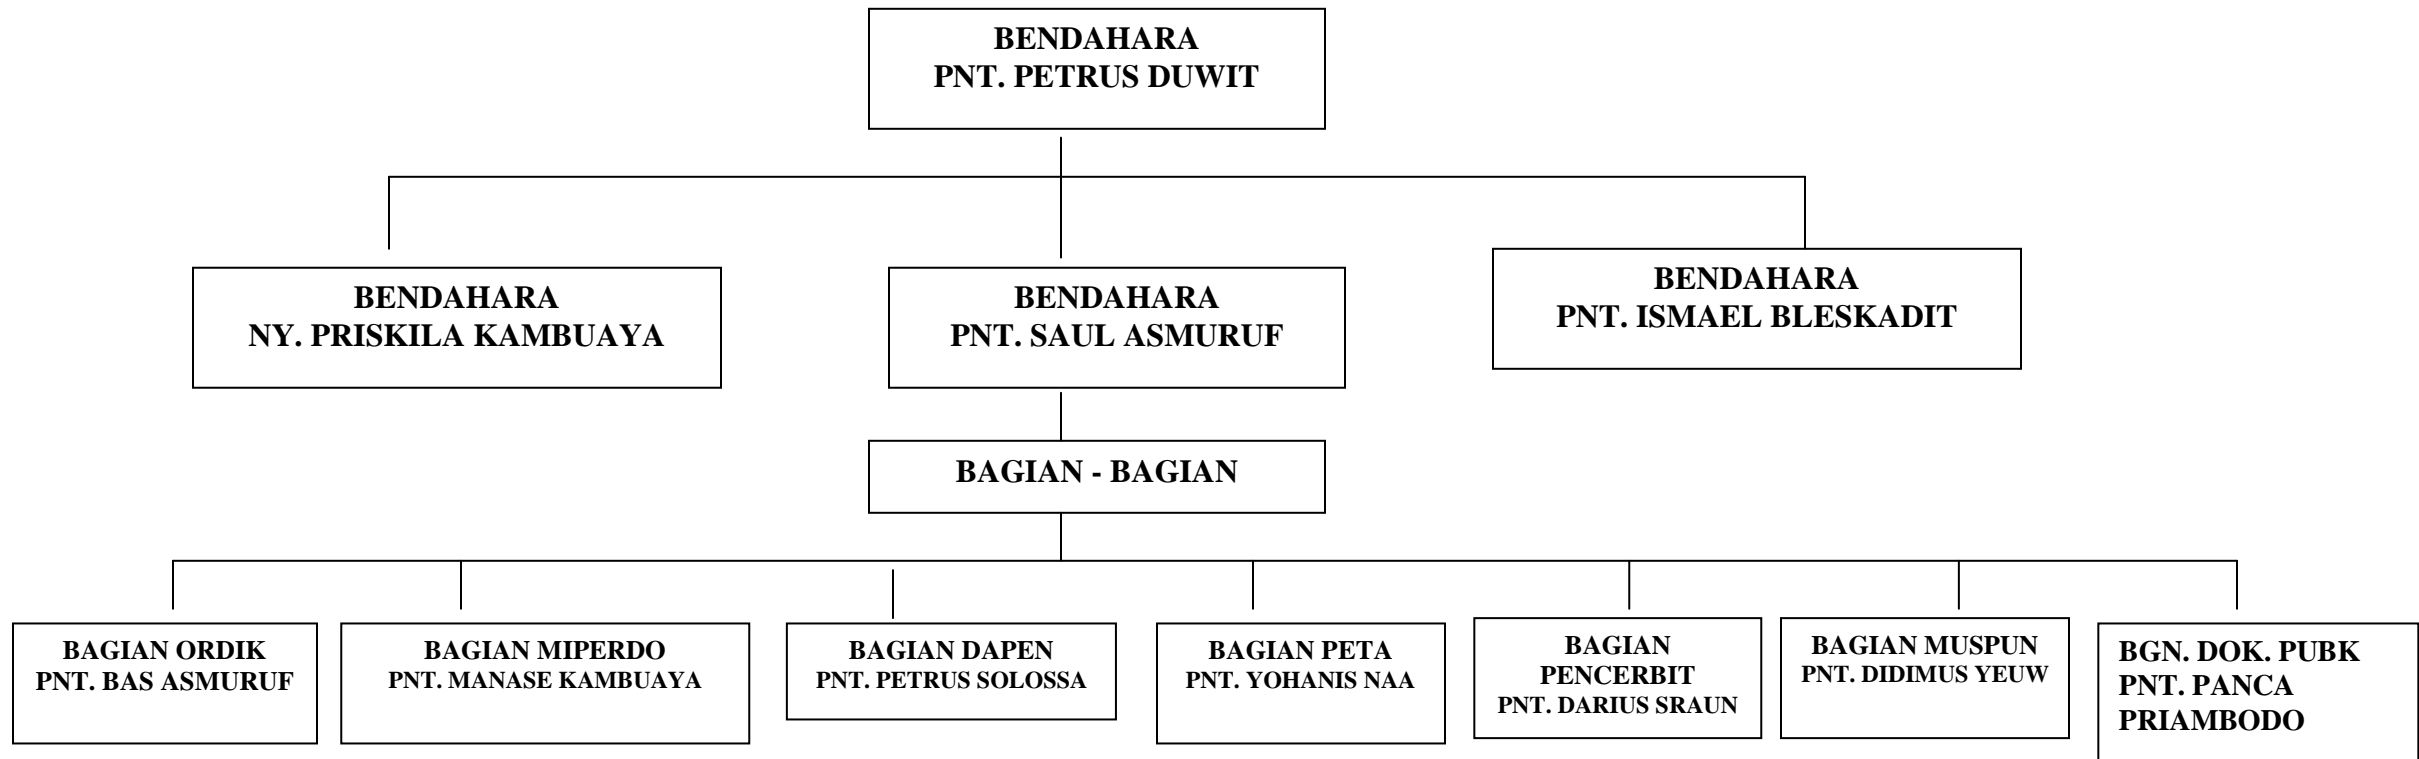 BENDAHARA
PNT. PETRUS DUWIT
BENDAHARA
NY. PRISKILA KAMBUAYA
BENDAHARA
PNT. SAUL ASMURUF
BENDAHARA
PNT. ISMAEL BLESKADIT
BAGIAN - BAGIAN
BAGIAN ORDIK
PNT. BAS ASMURUF
BAGIAN MIPERDO
PNT. MANASE KAMBUAYA
BAGIAN DAPEN
PNT. PETRUS SOLOSSA
BAGIAN PETA
PNT. YOHANIS NAA
BAGIAN
PENCERBIT
PNT. DARIUS SRAUN
BAGIAN MUSPUN
PNT. DIDIMUS YEUW
BGN. DOK. PUBK
PNT. PANCA
PRIAMBODO